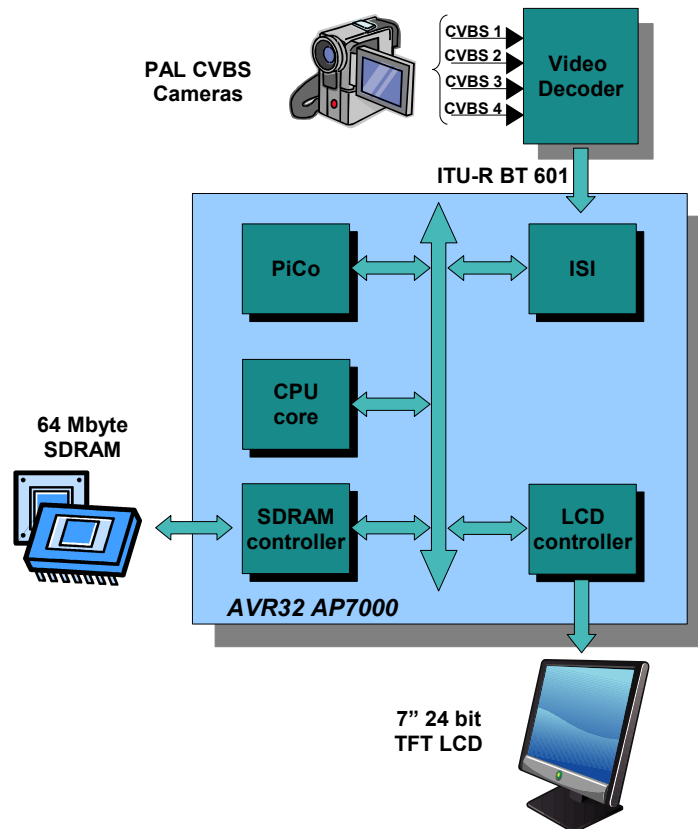 PAL CVBS
Cameras
CVBS 1
CVBS 2
CVBS 3
CVBS 4
Video
Decoder
ITU-R BT 601
PiCo
ISI
CPU
core
64 Mbyte
SDRAM
SDRAM
controller
LCD
controller
AVR32 AP7000
7” 24 bit
TFT LCD